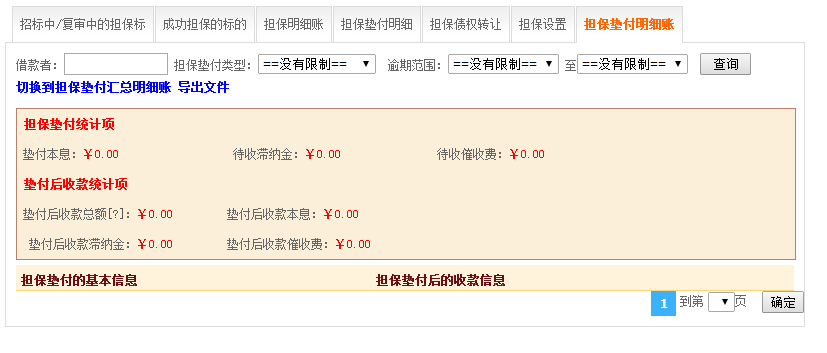 招标中/复审中的担保标 成功担保的标的 担保明细账 担保垫付明细 担保债权转让 担保设置 担保垫付明细账
借款者: 担保垫付类型: ==没有限制== 逾期范围: ==没有限制== 至 ==没有限制== 查询
切换到担保垫付汇总明细账 导出文件
担保垫付统计项
垫付本息: ￥0.00 待收滞纳金: ￥0.00 待收催收费: ￥0.00
垫付后收款统计项
垫付后收款总额[?]: ￥0.00 垫付后收款本息: ￥0.00
垫付后收款滞纳金: ￥0.00 垫付后收款催收费: ￥0.00
担保垫付的基本信息 担保垫付后的收款信息
1 到第 页 确定